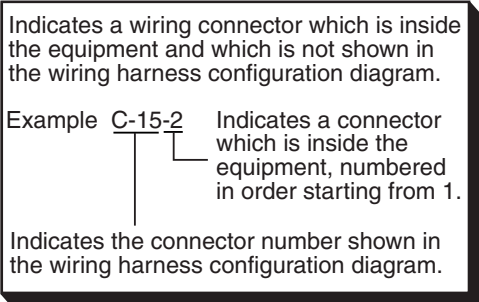 Indicates a wiring connector which is inside
the equipment and which is not shown in
the wiring harness configuration diagram.
Example C-15-2
Indicates a connector
which is inside the
equipment, numbered
in order starting from 1.
Indicates the connector number shown in
the wiring harness configuration diagram.